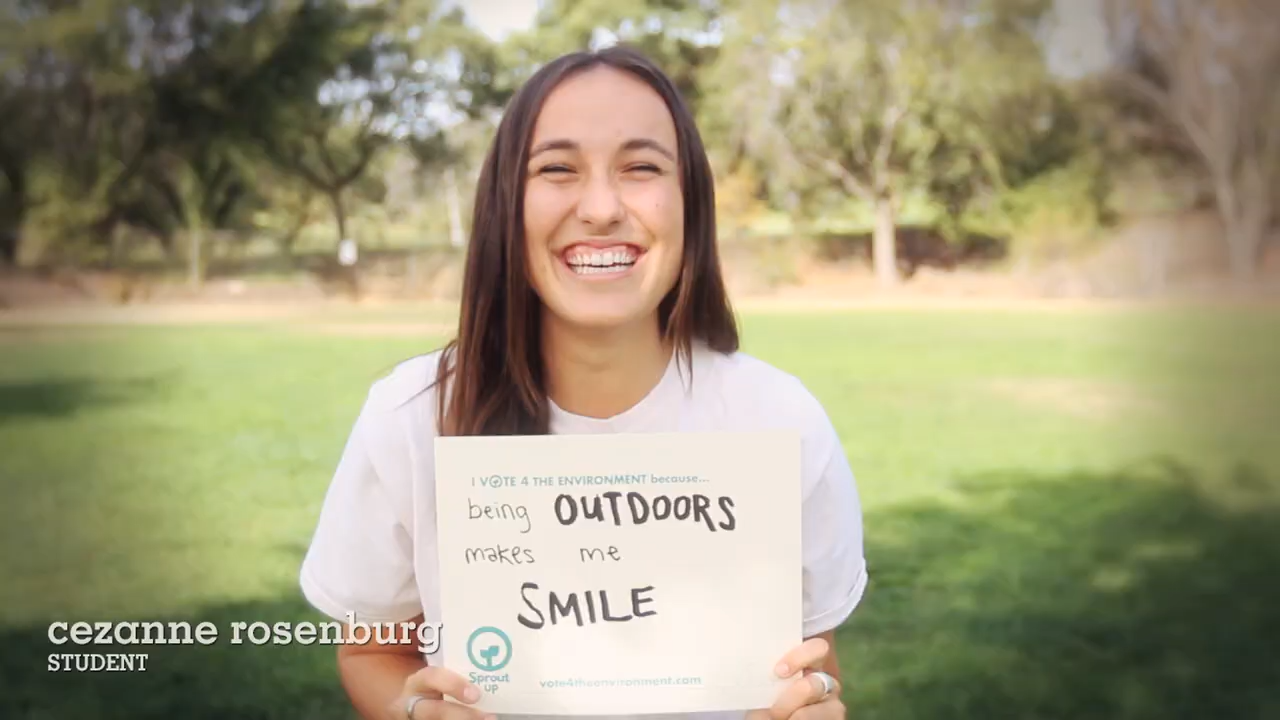 I VOTE 4 THE ENVIRONMENT because...
being OUTDOORS
makes me
SMILE
Sprout
up
vote4theenvironment.com
cezanne rosenburg
STUDENT